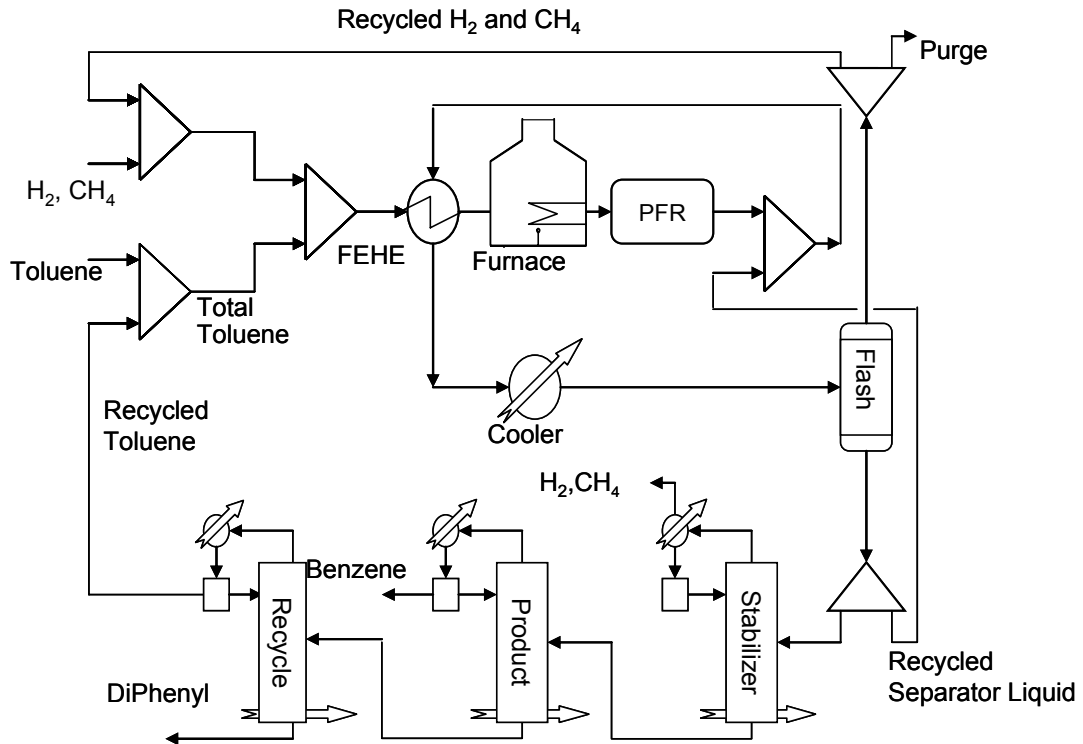 Recycled H₂ and CH₄
Purge
H₂, CH₄
FEHE
Furnace
PFR
Toluene
Total
Toluene
Flash
Recycled
Toluene
Cooler
H₂,CH₄
Benzene
Recycle
Product
Stabilizer
DiPhenyl
Recycled
Separator Liquid